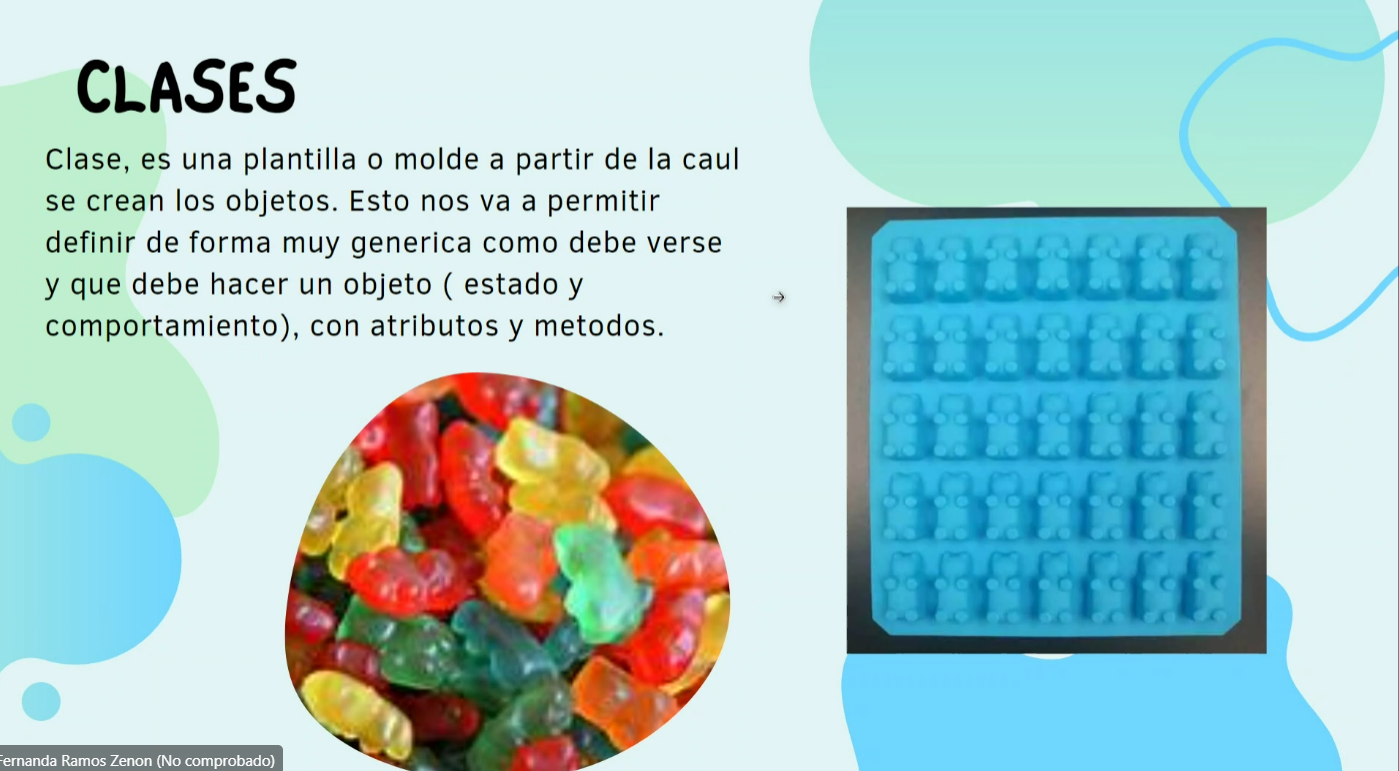 CLASES
Clase, es una plantilla o molde a partir de la caul
se crean los objetos. Esto nos va a permitir
definir de forma muy generica como debe verse
y que debe hacer un objeto ( estado y
comportamiento), con atributos y metodos.
Fernanda Ramos Zenon (No comprobado)